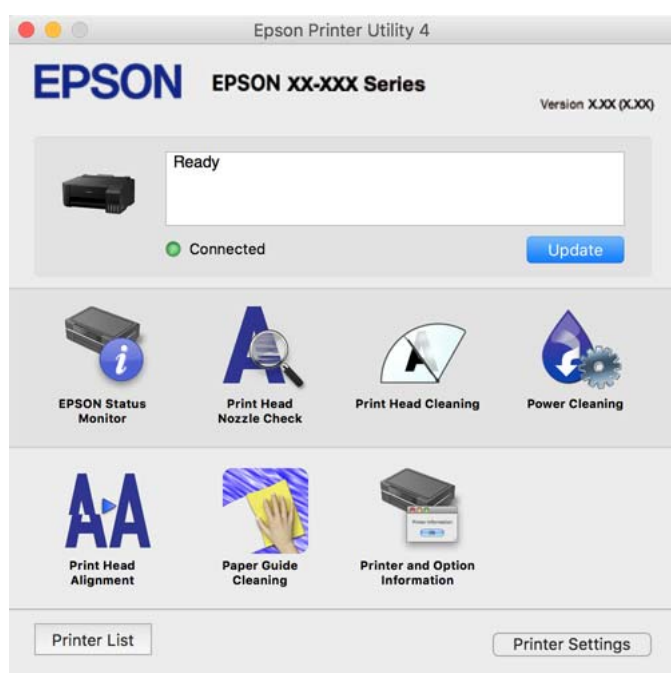 Epson Printer Utility 4
EPSON
EPSON XX-XXX Series
Version X.XX (X.XX)
Ready
Connected
Update
EPSON Status
Monitor
Print Head
Nozzle Check
Print Head Cleaning
Power Cleaning
Print Head
Alignment
Paper Guide
Cleaning
Printer and Option
Information
Printer List
Printer Settings